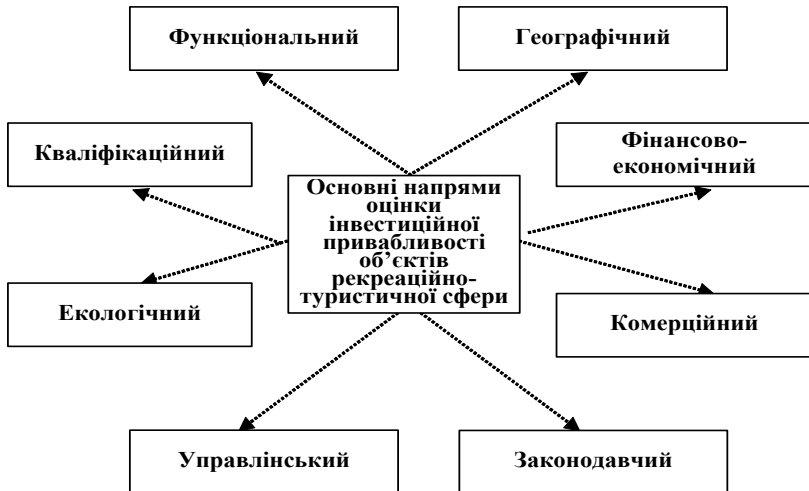 Функціональний
Географічний
Кваліфікаційний
Фінансово-
економічний
Основні напрями
оцінки
інвестиційної
привабливості
об’єктів
рекреаційно-
туристичної сфери
Екологічний
Комерційний
Управлінський
Законодавчий